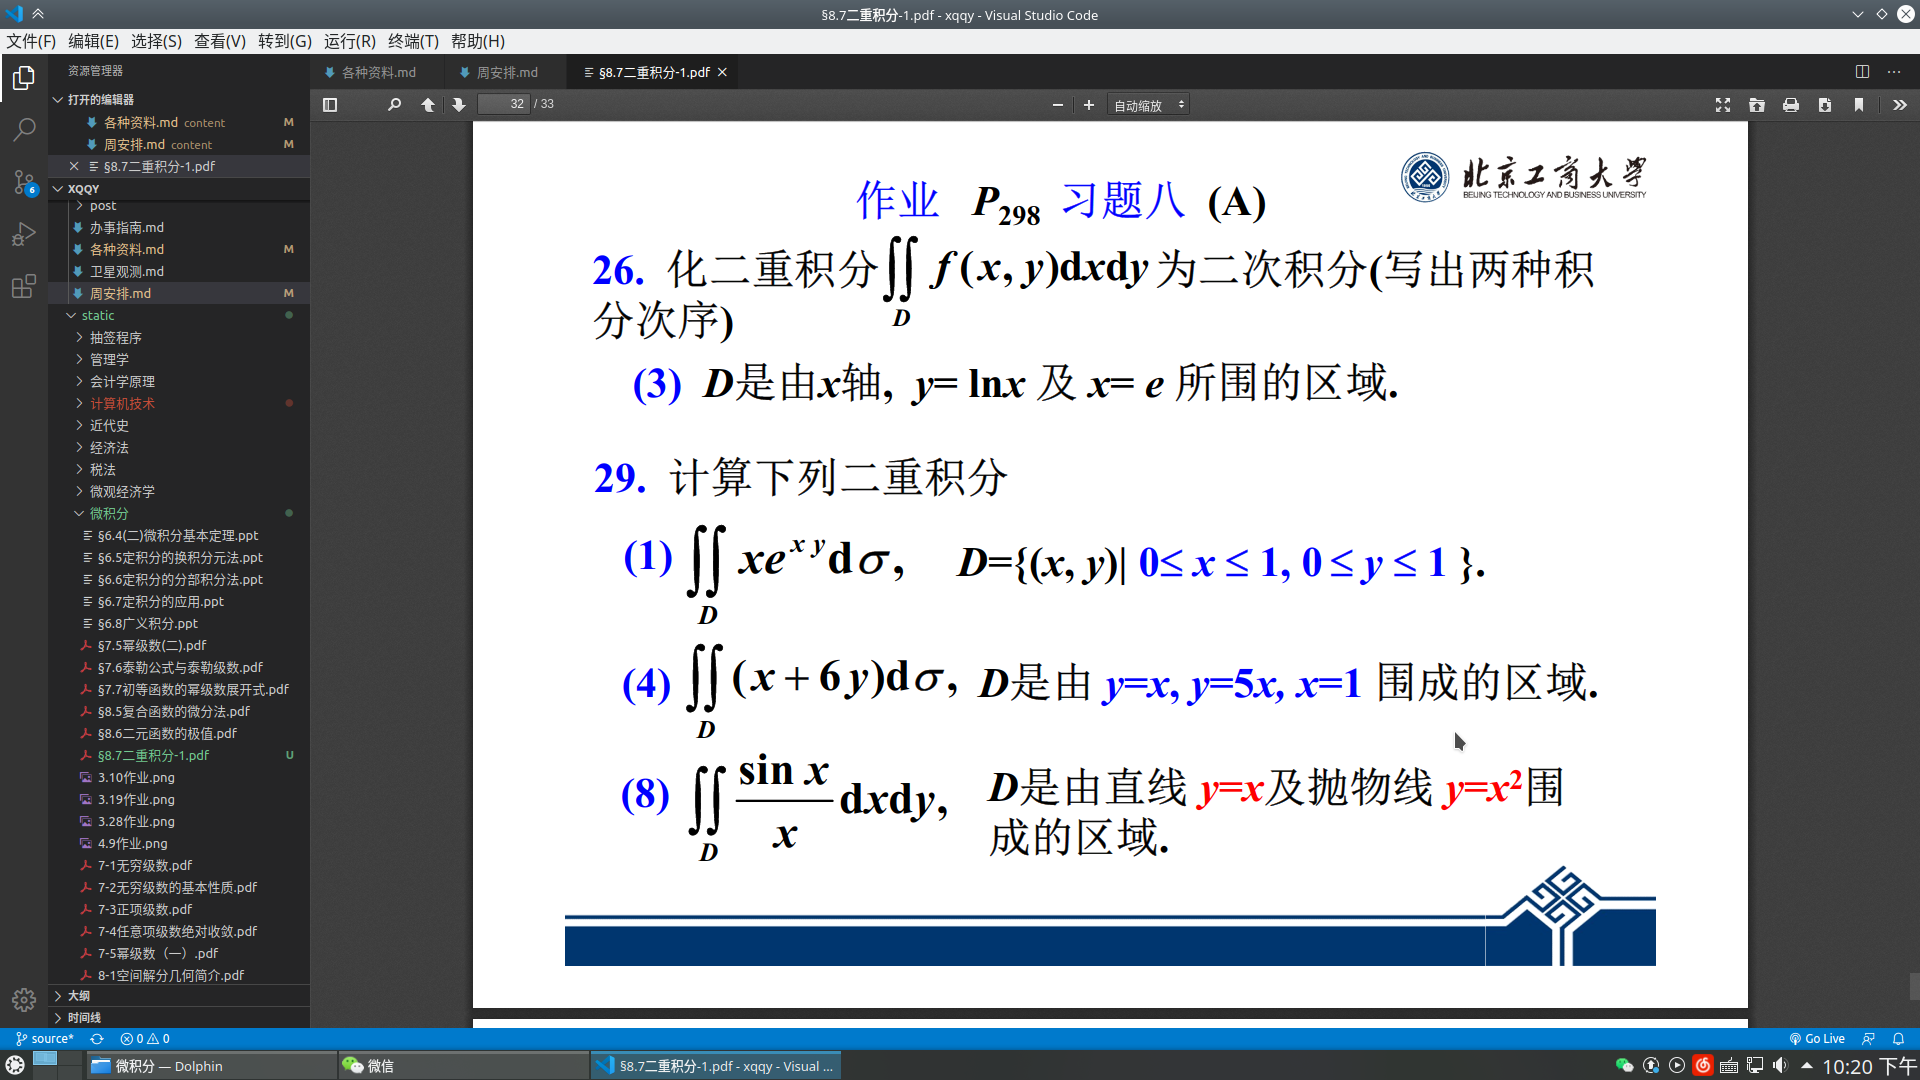 §8.7二重积分-1.pdf - xqqy - Visual Studio Code
文件(F) 编辑(E) 选择(S) 查看(V) 转到(G) 运行(R) 终端(T) 帮助(H)
资源管理器
打开的编辑器
各种资料.md content M
周安排.md content M
§8.7二重积分-1.pdf
XQQY
post
办事指南.md
各种资料.md M
卫星观测.md
周安排.md M
static
抽签程序
管理学
会计学原理
计算机技术
近代史
经济法
税法
微观经济学
微积分
§6.4(二)微积分基本定理.ppt
§6.5定积分的换积分元法.ppt
§6.6定积分的分部积分法.ppt
§6.7定积分的应用.ppt
§6.8广义积分.ppt
§7.5幂级数(二).pdf
§7.6泰勒公式与泰勒级数.pdf
§7.7初等函数的幂级数展开式.pdf
§8.5复合函数的微分法.pdf
§8.6二元函数的极值.pdf
§8.7二重积分-1.pdf U
3.10作业.png
3.19作业.png
3.28作业.png
4.9作业.png
7-1无穷级数.pdf
7-2无穷级数的基本性质.pdf
7-3正项级数.pdf
7-4任意项级数绝对收敛.pdf
7-5幂级数（一）.pdf
8-1空间解分几何简介.pdf
大纲
时间线
6
各种资料.md 周安排.md §8.7二重积分-1.pdf
32 / 33 自动缩放
北京工商大学
BEIJING TECHNOLOGY AND BUSINESS UNIVERSITY
作业 P₂₉₈ 习题八 (A)
26. 化二重积分∬_D f(x, y)dxdy为二次积分(写出两种积
分次序)
(3) D是由x轴, y= lnx 及 x= e 所围的区域.
29. 计算下列二重积分
(1) ∬_D xe^{xy}dσ, D={(x, y)| 0≤ x ≤ 1, 0 ≤ y ≤ 1 }.
(4) ∬_D (x+6y)dσ, D是由 y=x, y=5x, x=1 围成的区域.
(8) ∬_D (sin x)/x dxdy, D是由直线 y=x及抛物线 y=x²围
成的区域.
source* 0 0 Go Live
微积分 — Dolphin 微信 §8.7二重积分-1.pdf - xqqy - Visual ... 10:20 下午